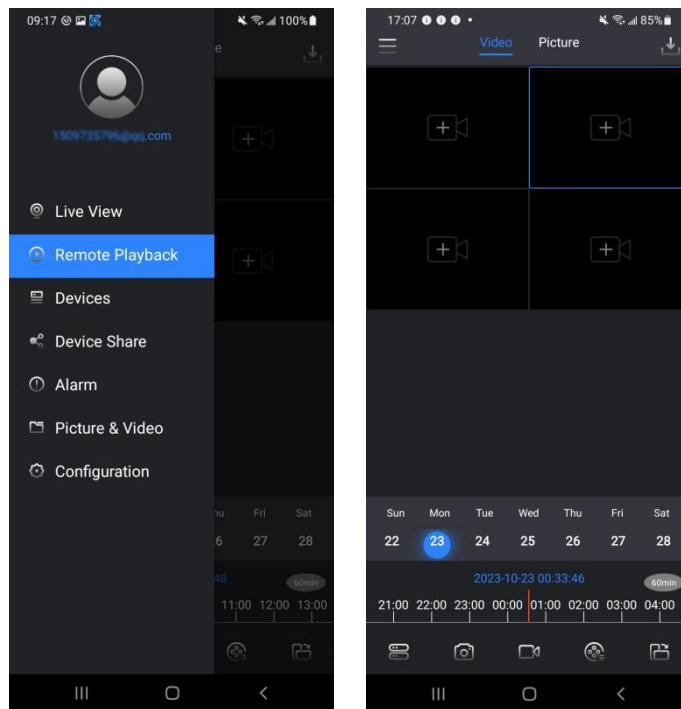 09:17 100%
.com
Live View
Remote Playback
Devices
Device Share
Alarm
Picture & Video
Configuration
e
hu Fri Sat
6 27 28
48 60min
11:00 12:00 13:00
17:07 85%
Video Picture
Sun Mon Tue Wed Thu Fri Sat
22 23 24 25 26 27 28
2023-10-23 00:33:46 60min
21:00 22:00 23:00 00:00 01:00 02:00 03:00 04:00